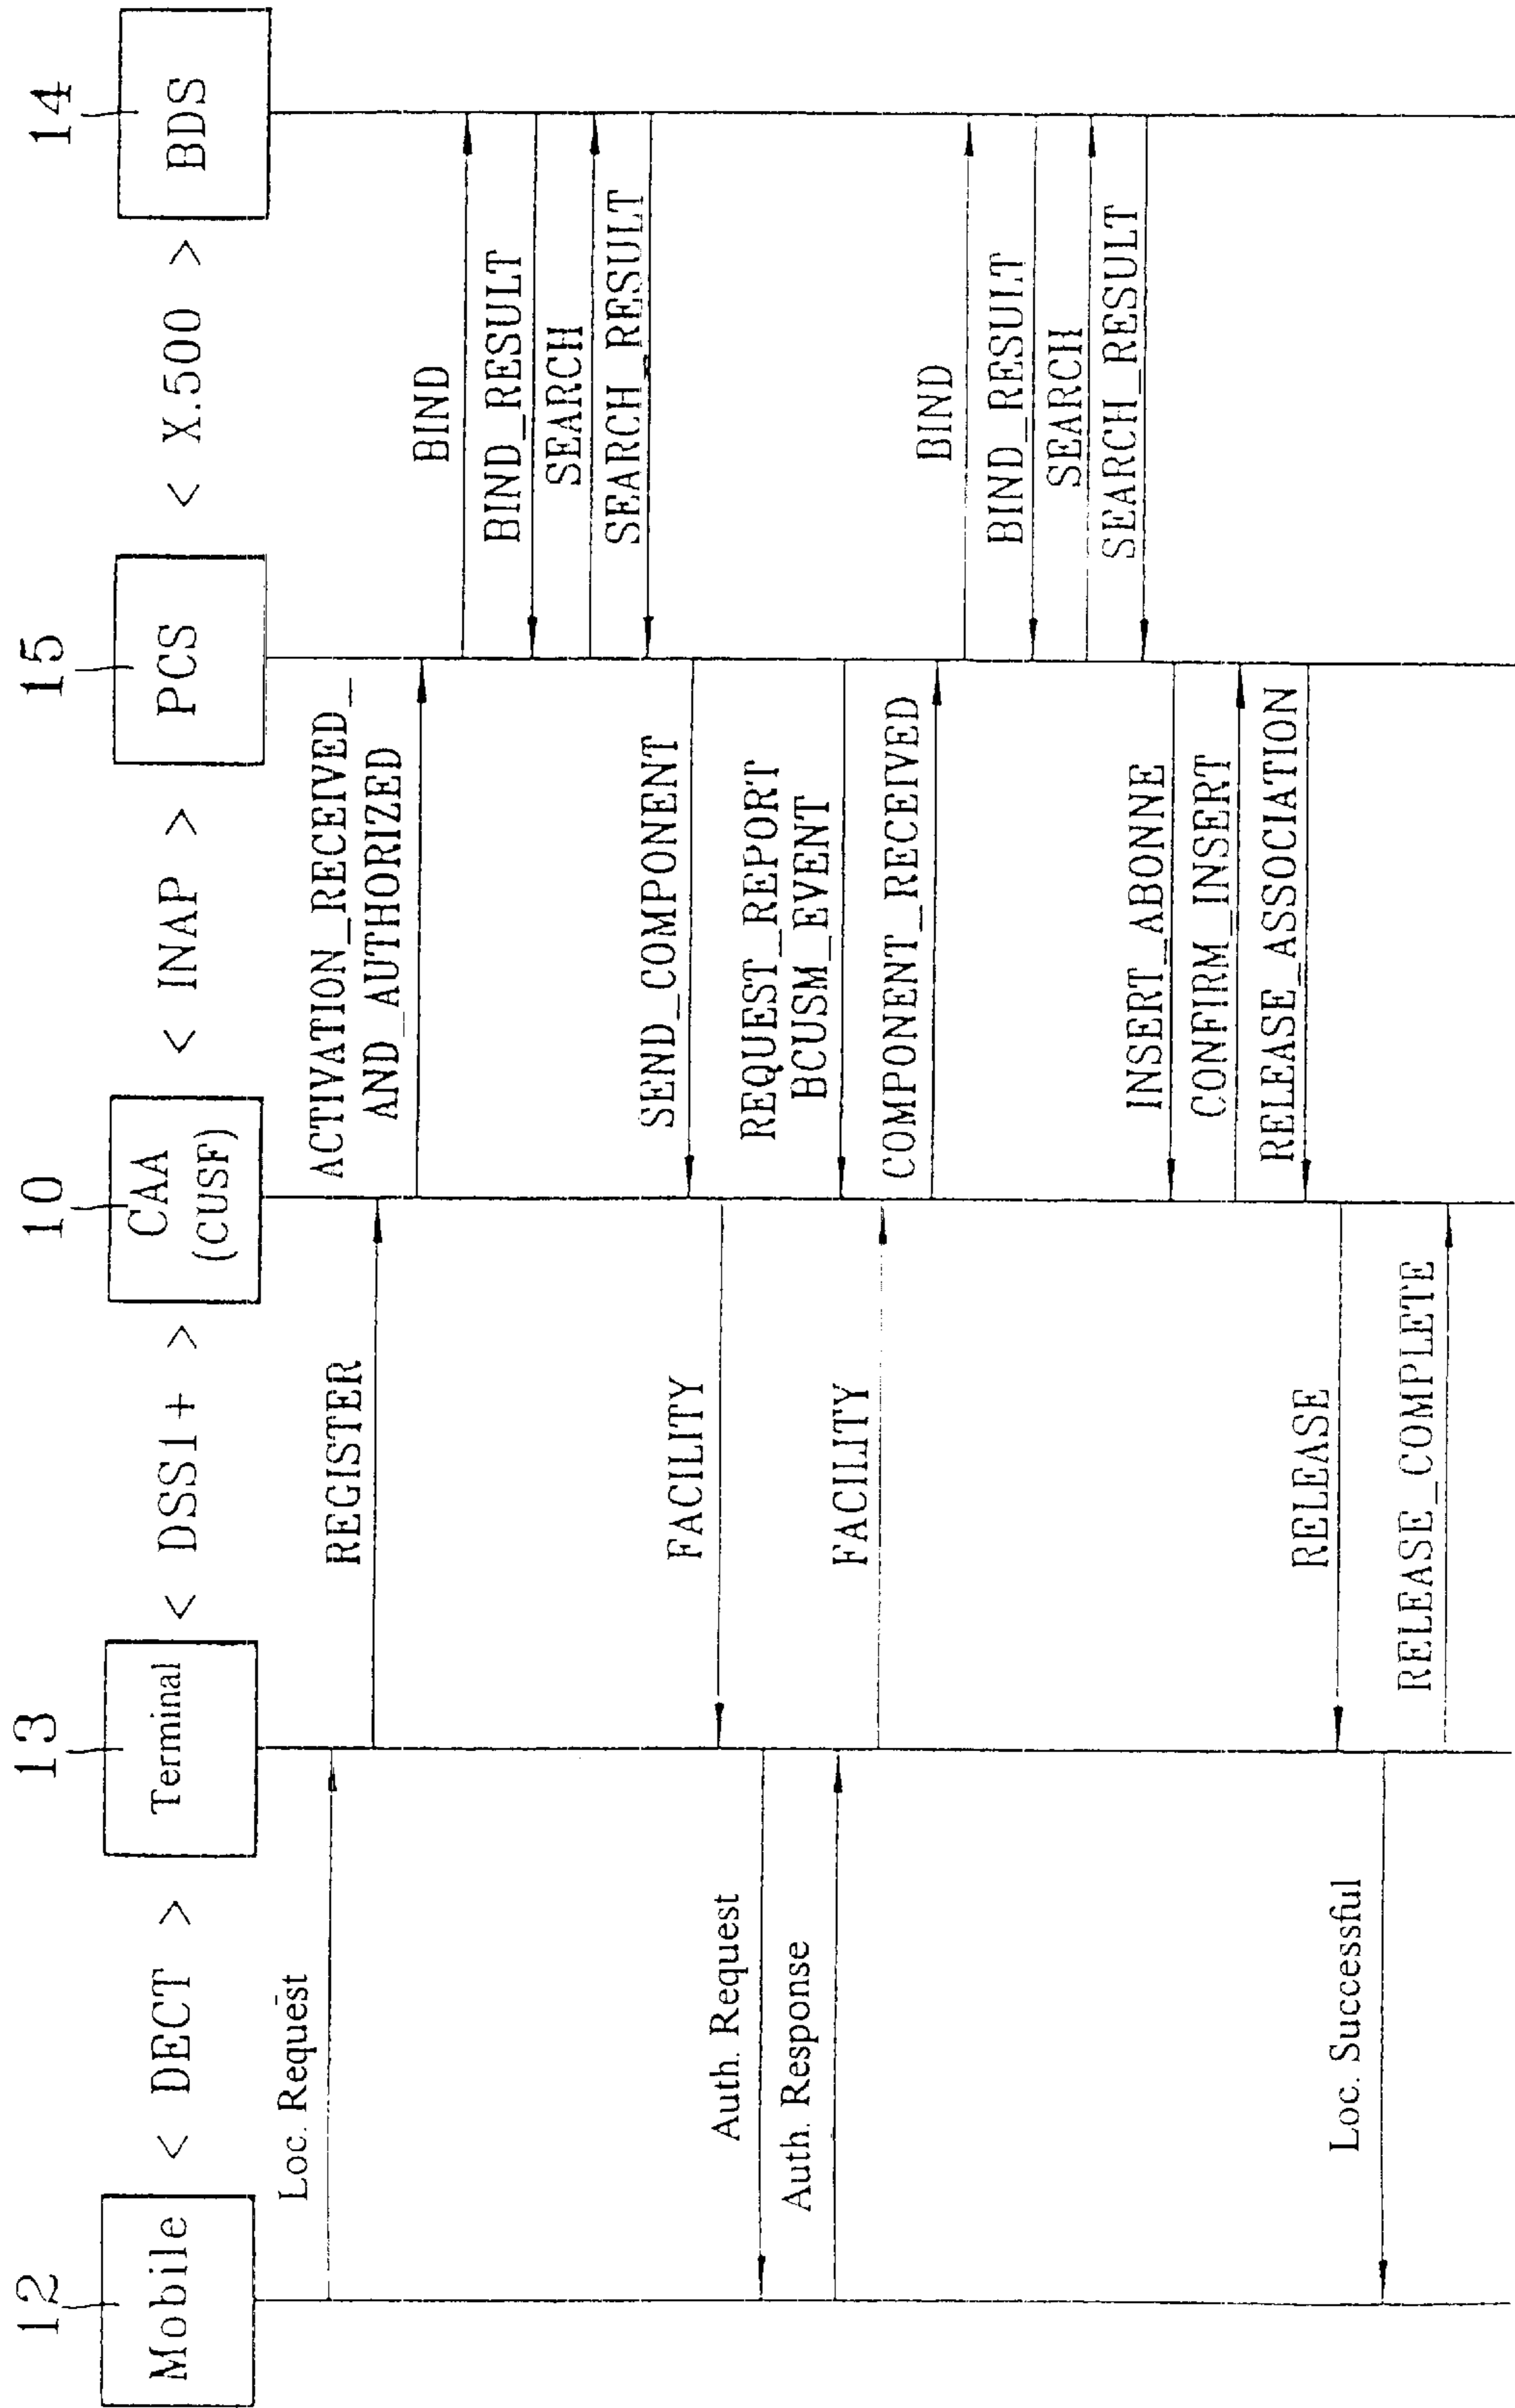 12
13
10
15
14
Mobile
< DECT >
Terminal
< DSS1+ >
CAA
(CUSF)
< INAP >
PCS
< X.500 >
BDS
Loc. Request
REGISTER
ACTIVATION_RECEIVED_
AND_AUTHORIZED
BIND
BIND_RESULT
SEARCH
SEARCH_RESULT
SEND_COMPONENT
FACILITY
Auth. Request
Auth. Response
REQUEST_REPORT
BCUSM_EVENT
FACILITY
COMPONENT_RECEIVED
BIND
BIND_RESULT
SEARCH
SEARCH_RESULT
INSERT_ABONNE
CONFIRM_INSERT
RELEASE_ASSOCIATION
RELEASE
Loc. Successful
RELEASE_COMPLETE